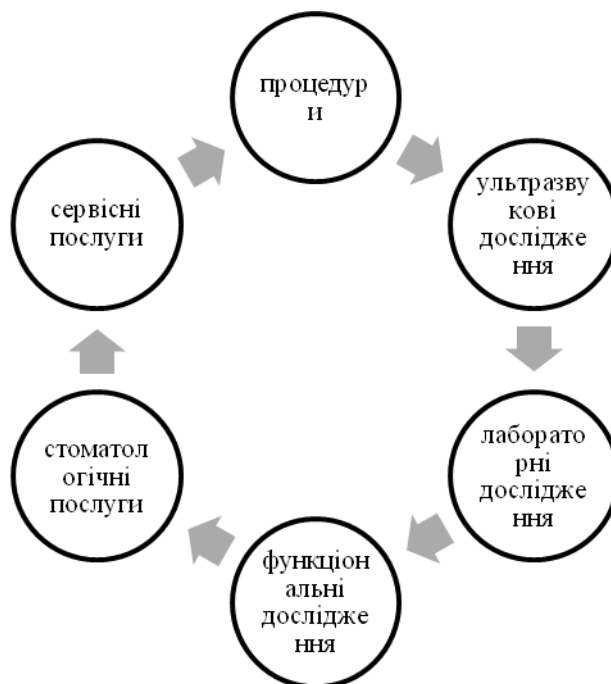 процедур
и
ультразву
кові
дослідже
ння
лаборато
рні
дослідже
ння
функціон
альні
дослідже
ння
стоматол
огічні
послуги
сервісні
послуги